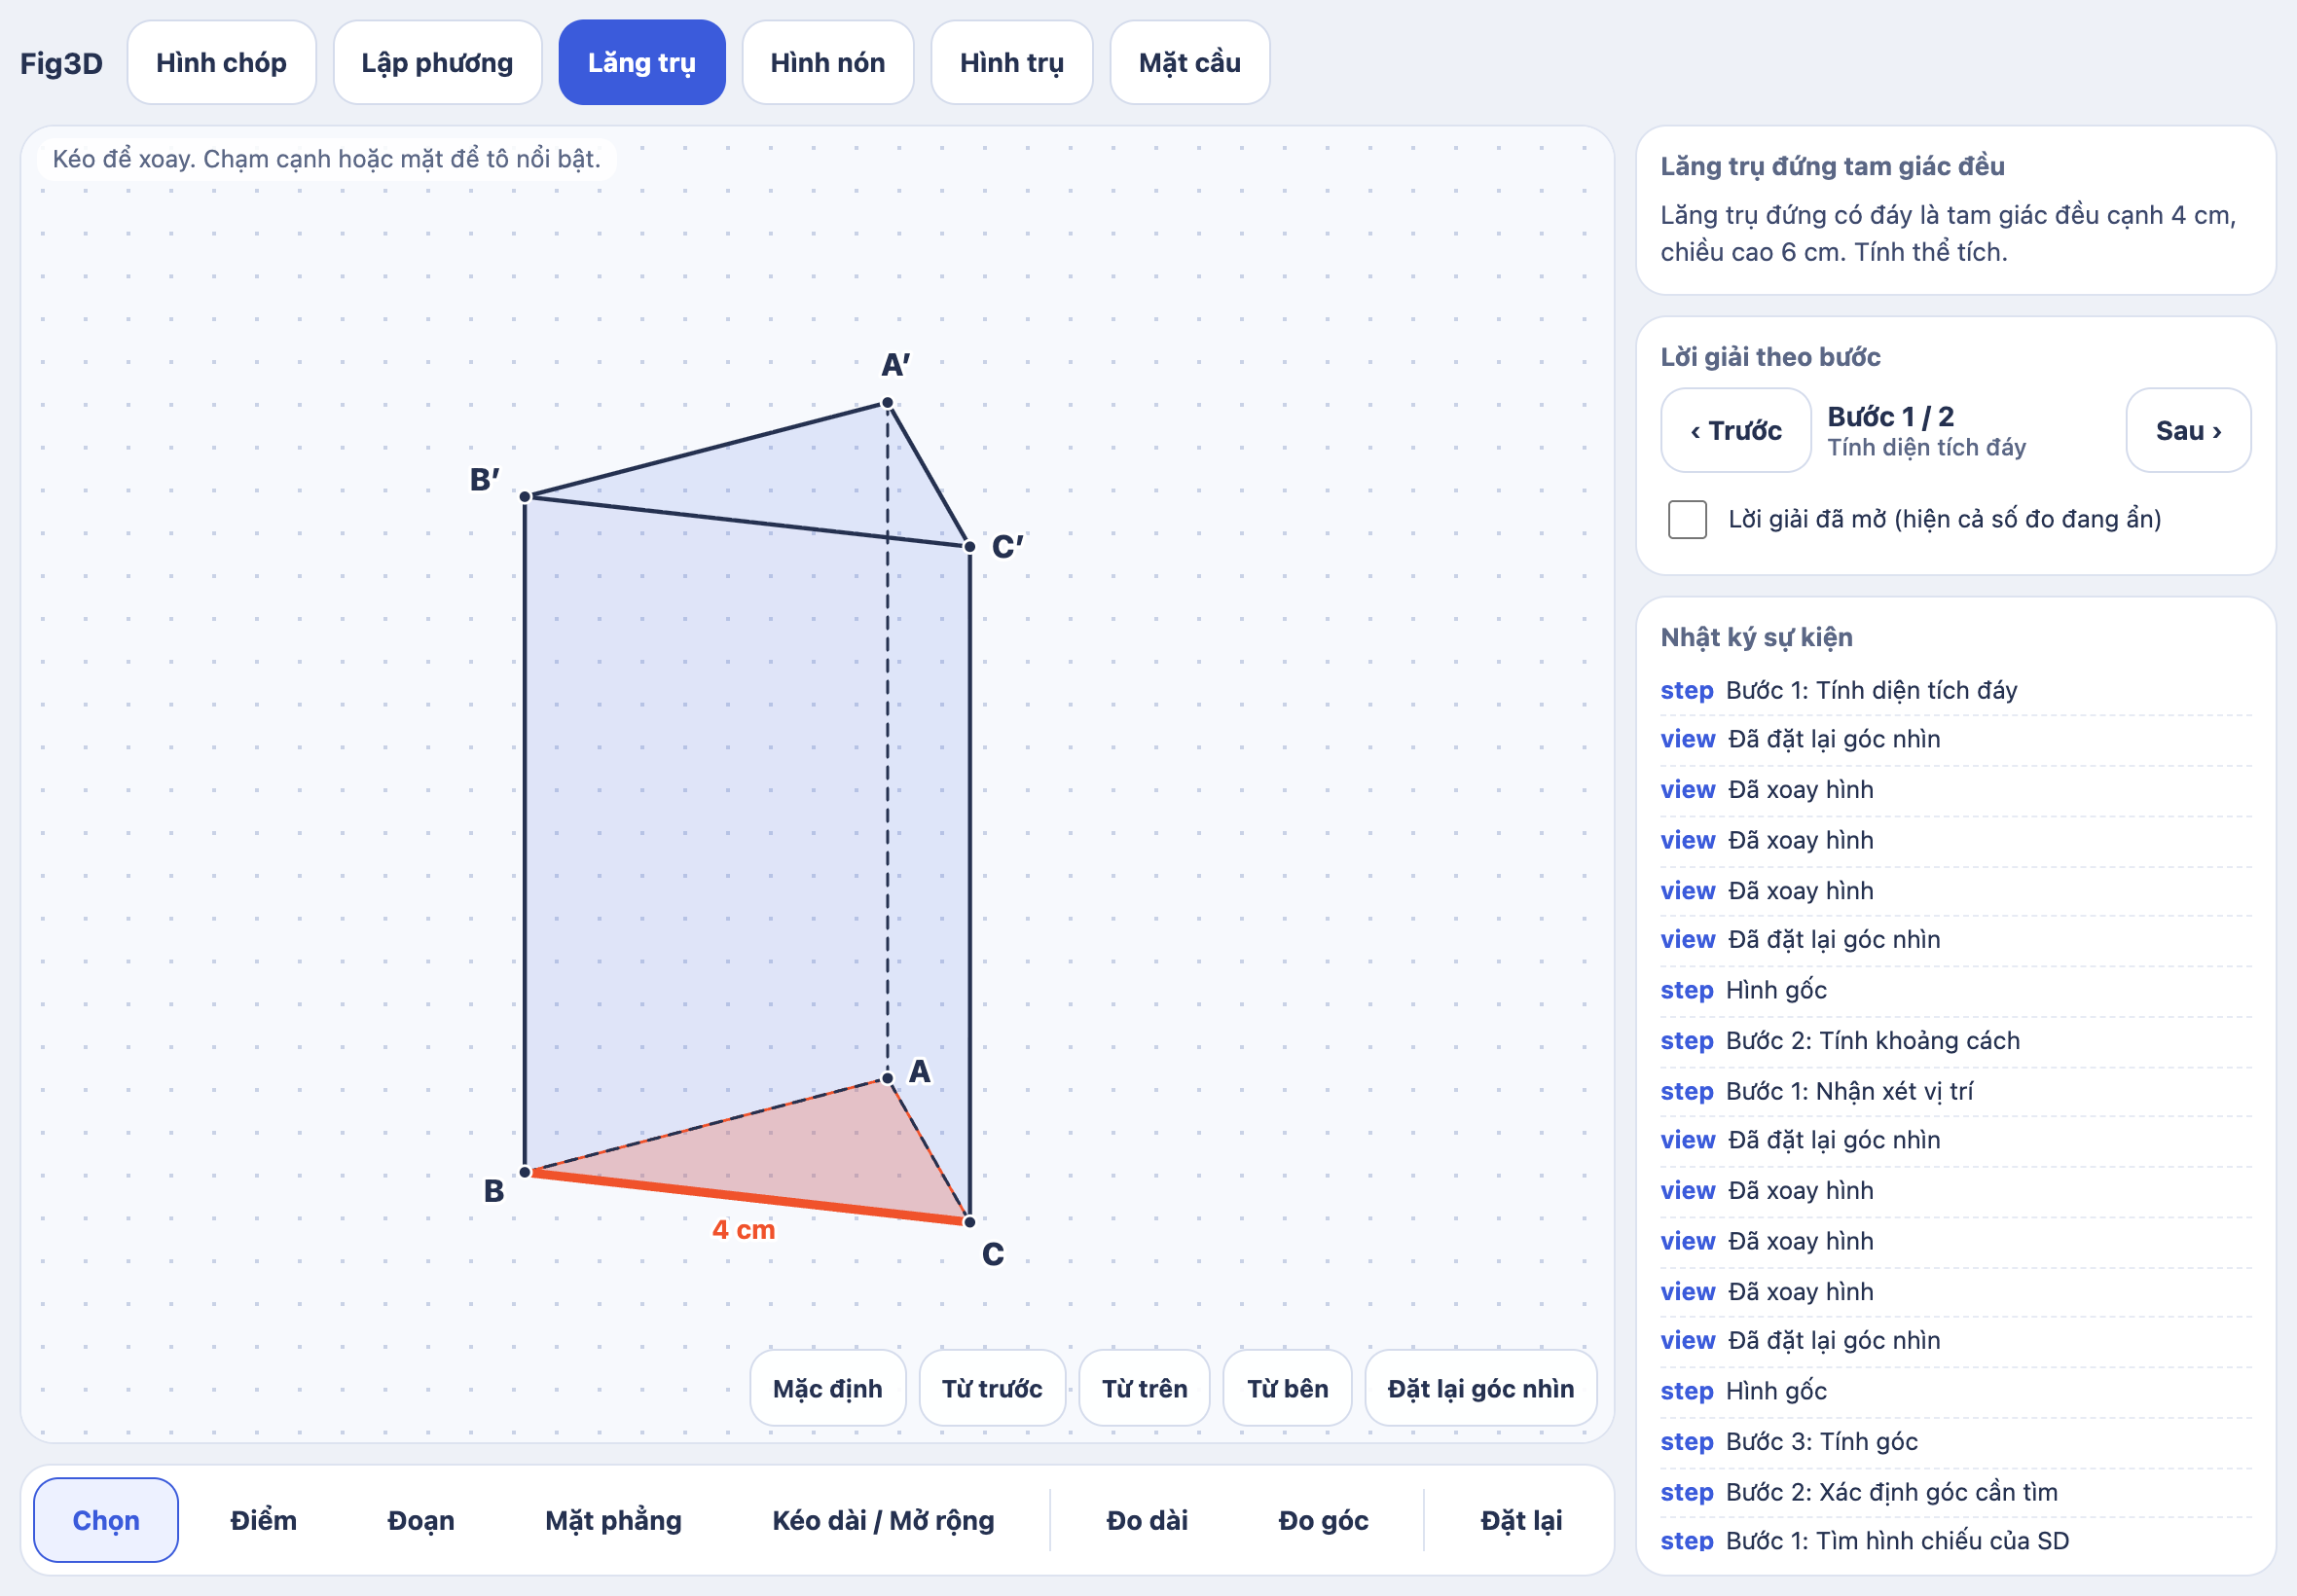 Fig3D
Hình chóp
Lập phương
Lăng trụ
Hình nón
Hình trụ
Mặt cầu
Kéo để xoay. Chạm cạnh hoặc mặt để tô nổi bật.
A′
B′
C′
A
B
4 cm
C
Mặc định
Từ trước
Từ trên
Từ bên
Đặt lại góc nhìn
Chọn
Điểm
Đoạn
Mặt phẳng
Kéo dài / Mở rộng
Đo dài
Đo góc
Đặt lại
Lăng trụ đứng tam giác đều
Lăng trụ đứng có đáy là tam giác đều cạnh 4 cm,
chiều cao 6 cm. Tính thể tích.
Lời giải theo bước
‹ Trước
Bước 1 / 2
Tính diện tích đáy
Sau ›
Lời giải đã mở (hiện cả số đo đang ẩn)
Nhật ký sự kiện
step Bước 1: Tính diện tích đáy
view Đã đặt lại góc nhìn
view Đã xoay hình
view Đã xoay hình
view Đã xoay hình
view Đã đặt lại góc nhìn
step Hình gốc
step Bước 2: Tính khoảng cách
step Bước 1: Nhận xét vị trí
view Đã đặt lại góc nhìn
view Đã xoay hình
view Đã xoay hình
view Đã xoay hình
view Đã đặt lại góc nhìn
step Hình gốc
step Bước 3: Tính góc
step Bước 2: Xác định góc cần tìm
step Bước 1: Tìm hình chiếu của SD